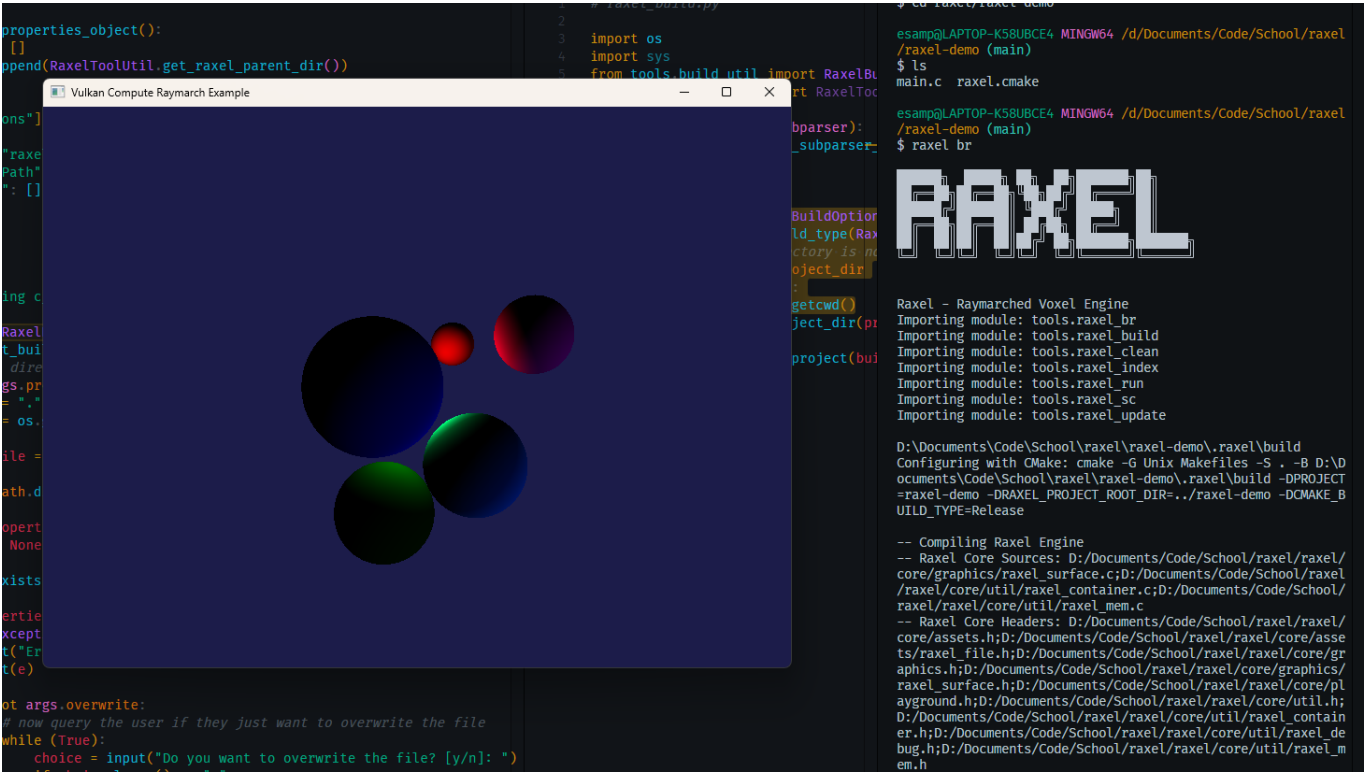 properties_object():
[]
ppend(RaxelToolUtil.get_raxel_parent_dir())
ons"]
"raxe
Path"
": []
ing c
Raxel
t_bui
dire
gs.pr
= "."
= os.
ile =
ath.d
opert
None
xists
ertie
xcept
t("Er
t(e)
ot args.overwrite:
# now query the user if they just want to overwrite the file
while (True):
choice = input("Do you want to overwrite the file? [y/n]: ")
Vulkan Compute Raymarch Example
1 # raxel_build.py
2
3 import os
4 import sys
5 from tools.build_util import RaxelBu
rt RaxelToo
bparser):
_subparser_
BuildOption
ld_type(Rax
ctory is no
oject_dir
:
getcwd()
ject_dir(pr
project(bui
$ cd raxel/raxel-demo
esamp@LAPTOP-K58UBCE4 MINGW64 /d/Documents/Code/School/raxel
/raxel-demo (main)
$ ls
main.c raxel.cmake
esamp@LAPTOP-K58UBCE4 MINGW64 /d/Documents/Code/School/raxel
/raxel-demo (main)
$ raxel br
RAXEL
Raxel - Raymarched Voxel Engine
Importing module: tools.raxel_br
Importing module: tools.raxel_build
Importing module: tools.raxel_clean
Importing module: tools.raxel_index
Importing module: tools.raxel_run
Importing module: tools.raxel_sc
Importing module: tools.raxel_update
D:\Documents\Code\School\raxel\raxel-demo\.raxel\build
Configuring with CMake: cmake -G Unix Makefiles -S . -B D:\D
ocuments\Code\School\raxel\raxel-demo\.raxel\build -DPROJECT
=raxel-demo -DRAXEL_PROJECT_ROOT_DIR=../raxel-demo -DCMAKE_B
UILD_TYPE=Release
-- Compiling Raxel Engine
-- Raxel Core Sources: D:/Documents/Code/School/raxel/raxel/
core/graphics/raxel_surface.c;D:/Documents/Code/School/raxel
/raxel/core/util/raxel_container.c;D:/Documents/Code/School/
raxel/raxel/core/util/raxel_mem.c
-- Raxel Core Headers: D:/Documents/Code/School/raxel/raxel/
core/assets.h;D:/Documents/Code/School/raxel/raxel/core/asse
ts/raxel_file.h;D:/Documents/Code/School/raxel/raxel/core/gr
aphics.h;D:/Documents/Code/School/raxel/raxel/core/graphics/
raxel_surface.h;D:/Documents/Code/School/raxel/raxel/core/pl
ayground.h;D:/Documents/Code/School/raxel/raxel/core/util.h;
D:/Documents/Code/School/raxel/raxel/core/util/raxel_contain
er.h;D:/Documents/Code/School/raxel/raxel/core/util/raxel_de
bug.h;D:/Documents/Code/School/raxel/raxel/core/util/raxel_m
em.h